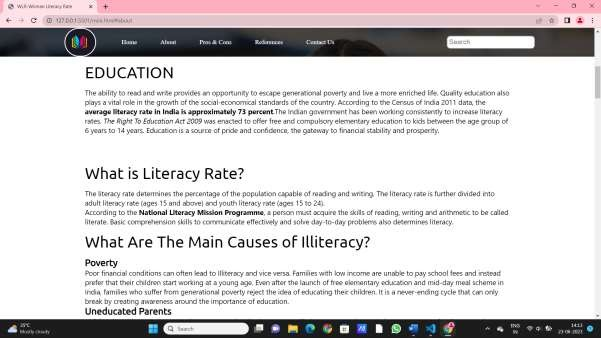 WLR-Woman Literacy Rate
127.0.0.1:5501/main.html#about
Home About Pros & Cons References Contact Us Search
EDUCATION
The ability to read and write provides an opportunity to escape generational poverty and live a more enriched life. Quality education also
plays a vital role in the growth of the social-economical standards of the country. According to the Census of India 2011 data, the
average literacy rate in India is approximately 73 percent.The Indian government has been working consistently to increase literacy
rates. The Right To Education Act 2009 was enacted to offer free and compulsory elementary education to kids between the age group of
6 years to 14 years. Education is a source of pride and confidence, the gateway to financial stability and prosperity.
What is Literacy Rate?
The literacy rate determines the percentage of the population capable of reading and writing. The literacy rate is further divided into
adult literacy rate (ages 15 and above) and youth literacy rate (ages 15 to 24).
According to the National Literacy Mission Programme, a person must acquire the skills of reading, writing and arithmetic to be called
literate. Basic comprehension skills to communicate effectively and solve day-to-day problems also determines literacy.
What Are The Main Causes of Illiteracy?
Poverty
Poor financial conditions can often lead to Illiteracy and vice versa. Families with low income are unable to pay school fees and instead
prefer that their children start working at a young age. Even after the launch of free elementary education and mid-day meal scheme in
India, families who suffer from generational poverty reject the idea of educating their children. It is a never-ending cycle that can only
break by creating awareness around the importance of education.
Uneducated Parents
35°C
Mostly cloudy
Search
ENG
IN
14:13
23-06-2023